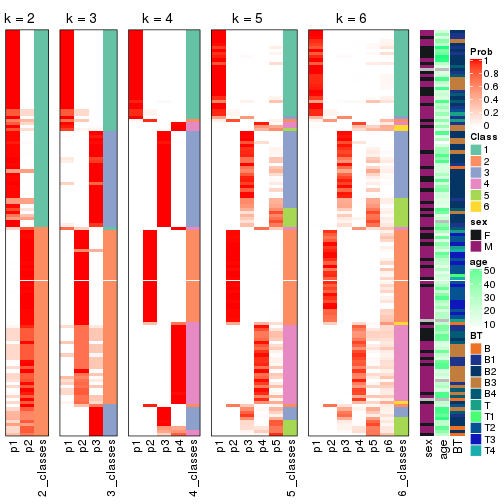 k = 2
k = 3
k = 4
k = 5
k = 6
Prob
1
0.8
0.6
0.4
0.2
0
Class
1
2
3
4
5
6
sex
F
M
age
50
40
30
20
10
BT
B
B1
B2
B3
B4
T
T1
T2
T3
T4
p1
p2
2_classes
p1
p2
p3
3_classes
p1
p2
p3
p4
4_classes
p1
p2
p3
p4
p5
5_classes
p1
p2
p3
p4
p5
p6
6_classes
sex
age
BT